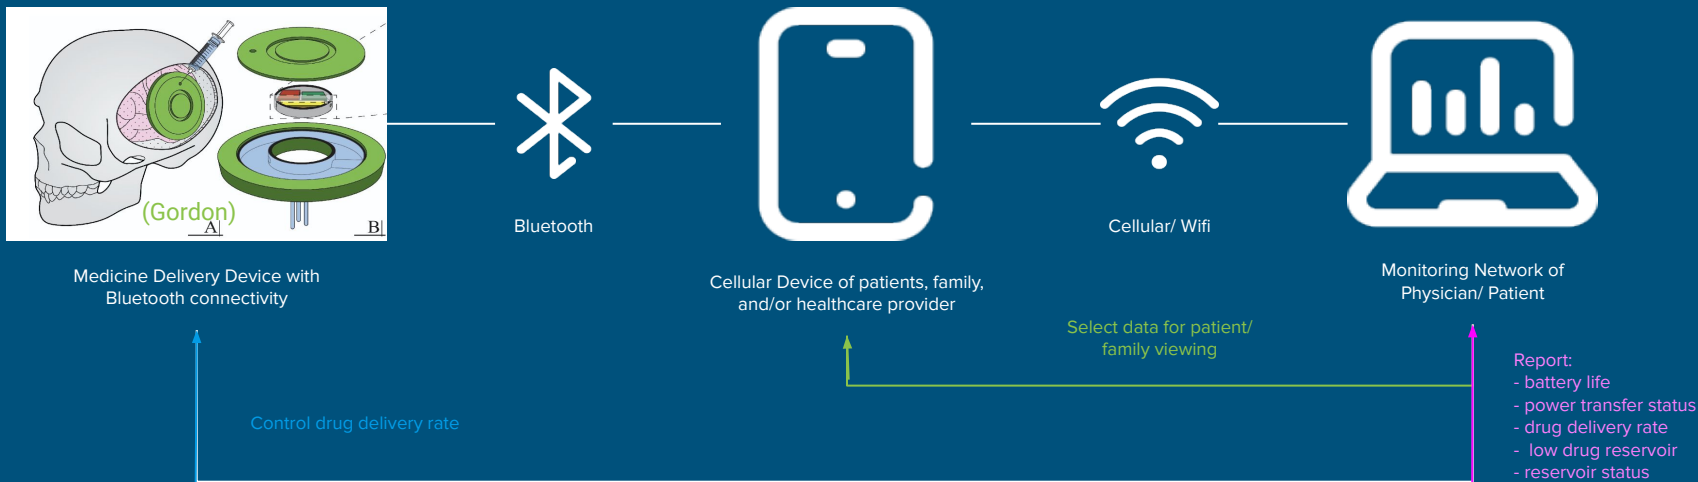 (Gordon)
A
B
Medicine Delivery Device with
Bluetooth connectivity
Bluetooth
Cellular Device of patients, family,
and/or healthcare provider
Cellular/ Wifi
Monitoring Network of
Physician/ Patient
Select data for patient/
family viewing
Control drug delivery rate
Report:
- battery life
- power transfer status
- drug delivery rate
- low drug reservoir
- reservoir status